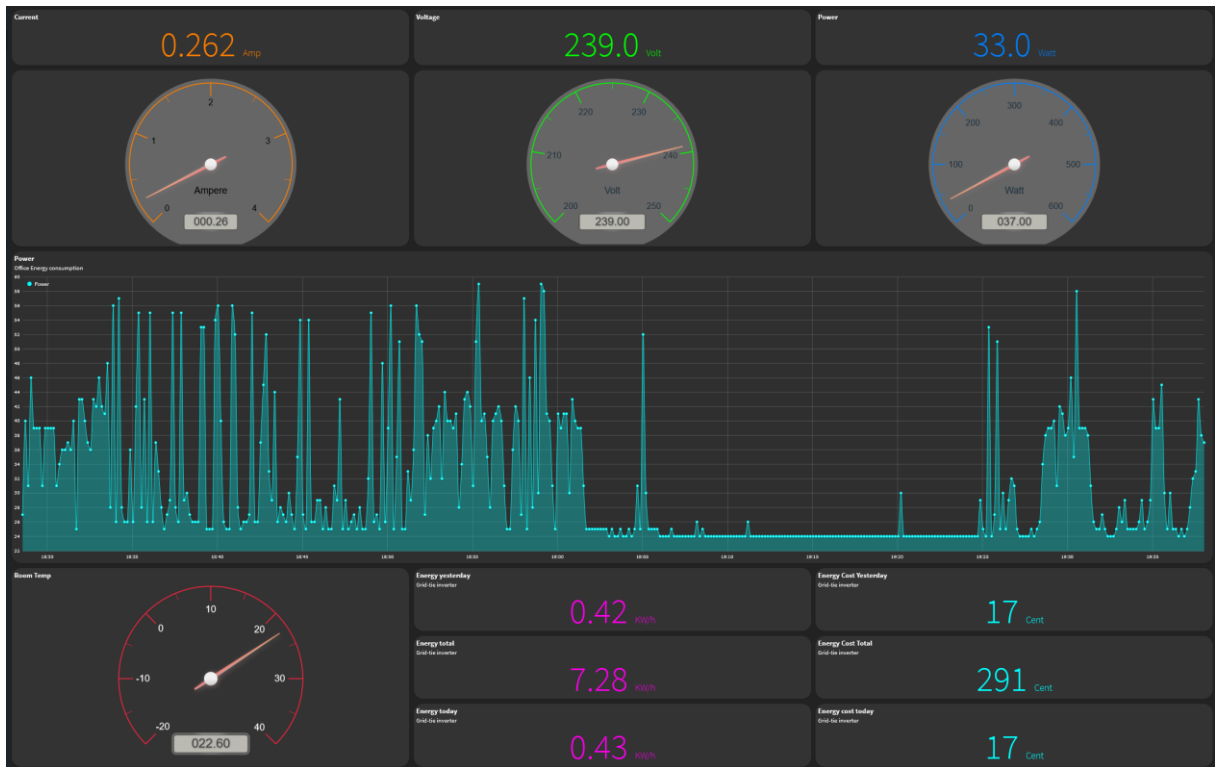 Current
0.262 Amp
Voltage
239.0 Volt
Power
33.0 Watt
0 1 2 3 4
Ampere
000.26
200 210 220 230 240 250
Volt
239.00
0 100 200 300 400 500 600
Watt
037.00
Power
Office Energy consumption
Power
Room Temp
-20 -10 0 10 20 30 40
022.60
Energy yesterday
Grid-tie inverter
0.42 KW/h
Energy Cost Yesterday
Grid-tie inverter
17 Cent
Energy total
Grid-tie inverter
7.28 KW/h
Energy Cost Total
Grid-tie inverter
291 Cent
Energy today
Grid-tie inverter
0.43 KW/h
Energy cost today
Grid-tie inverter
17 Cent